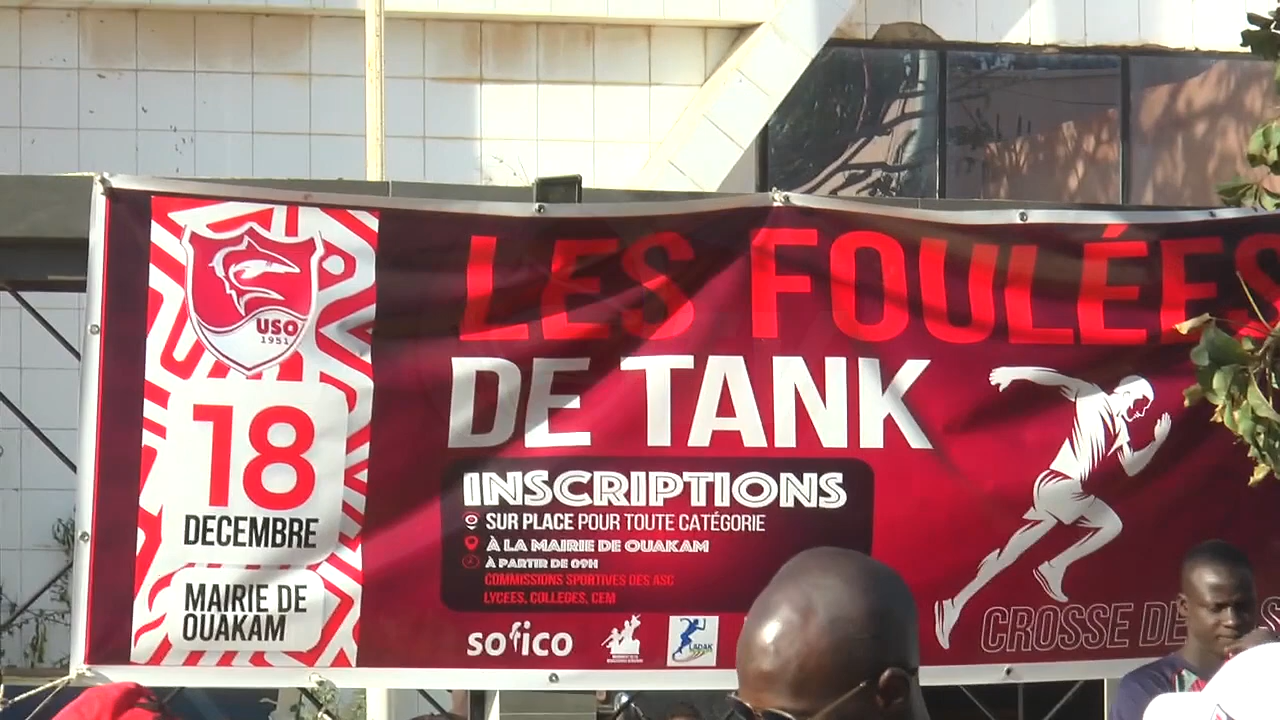 USO
1951
18
DECEMBRE
MAIRIE DE
OUAKAM
LES FOULÉES
DE TANK
INSCRIPTIONS
SUR PLACE POUR TOUTE CATÉGORIE
À LA MAIRIE DE OUAKAM
À PARTIR DE 09H
COMMISSIONS SPORTIVES DES ASC
LYCEES, COLLEGES, CEM
sofico
LADAK
CROSSE DE